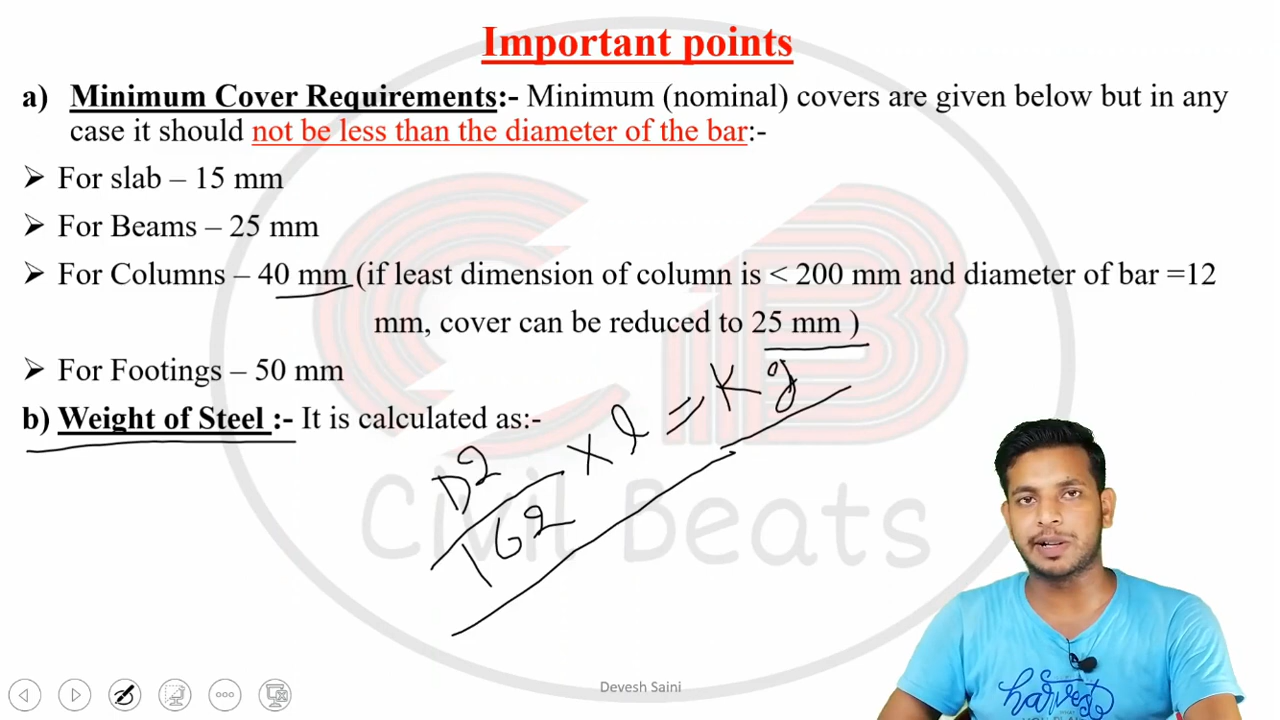 Important points
a) Minimum Cover Requirements:- Minimum (nominal) covers are given below but in any
case it should not be less than the diameter of the bar:-
➤ For slab – 15 mm
➤ For Beams – 25 mm
➤ For Columns – 40 mm (if least dimension of column is < 200 mm and diameter of bar =12
mm, cover can be reduced to 25 mm )
➤ For Footings – 50 mm
b) Weight of Steel :- It is calculated as:-
D²/162 × l = Kg
Civil Beats
Devesh Saini
harvest